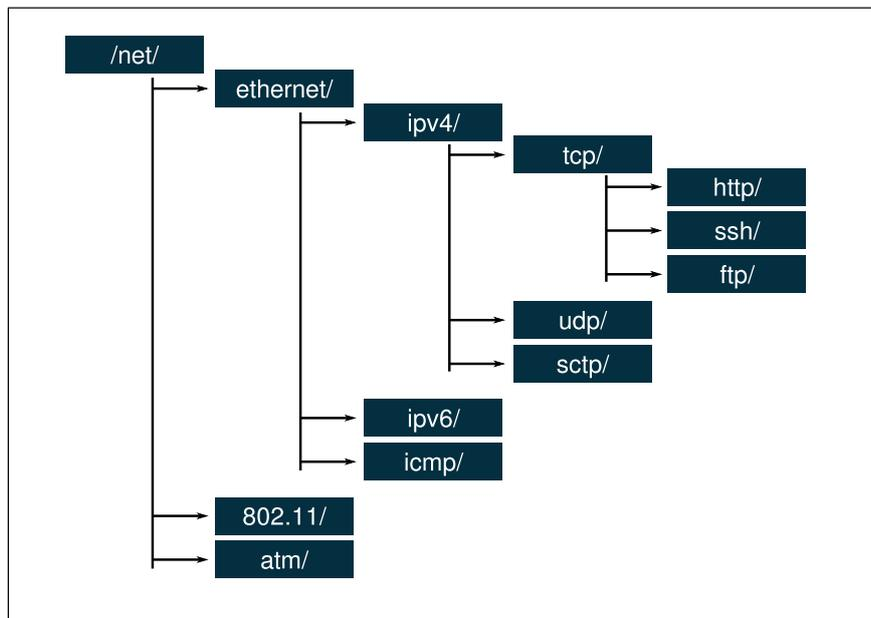 /net/
ethernet/
ipv4/
tcp/
http/
ssh/
ftp/
udp/
sctp/
ipv6/
icmp/
802.11/
atm/